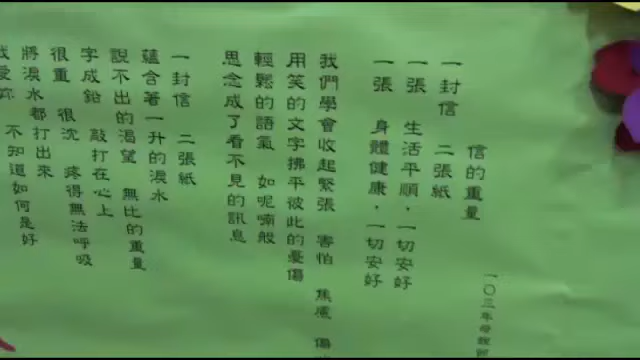 一〇三年母親
信的重量
一封信　二張紙
一張　生活平順，一切安好
一張　身體健康，一切安好
我們學會收起緊張　害怕　焦慮　傷
用笑的文字拂平彼此的憂傷
輕鬆的語氣　如呢喃般
思念成了看不見的訊息
一封信　二張紙
蘊含著一升的淚水
說不出的渴望　無比的重量
字成鉛　敲打在心上
很重　很沈　疼得無法呼吸
將淚水都打出來
我愛妳　不知道如何是好